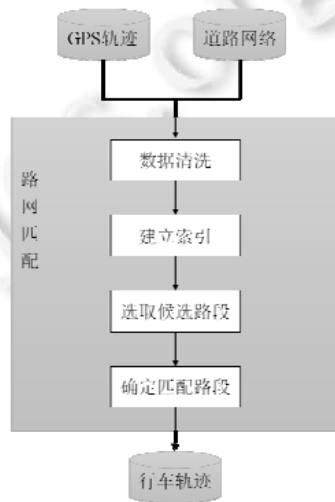 GPS轨迹
道路网络
数据清洗
路
网
匹
配
建立索引
选取候选路段
确定匹配路段
行车轨迹